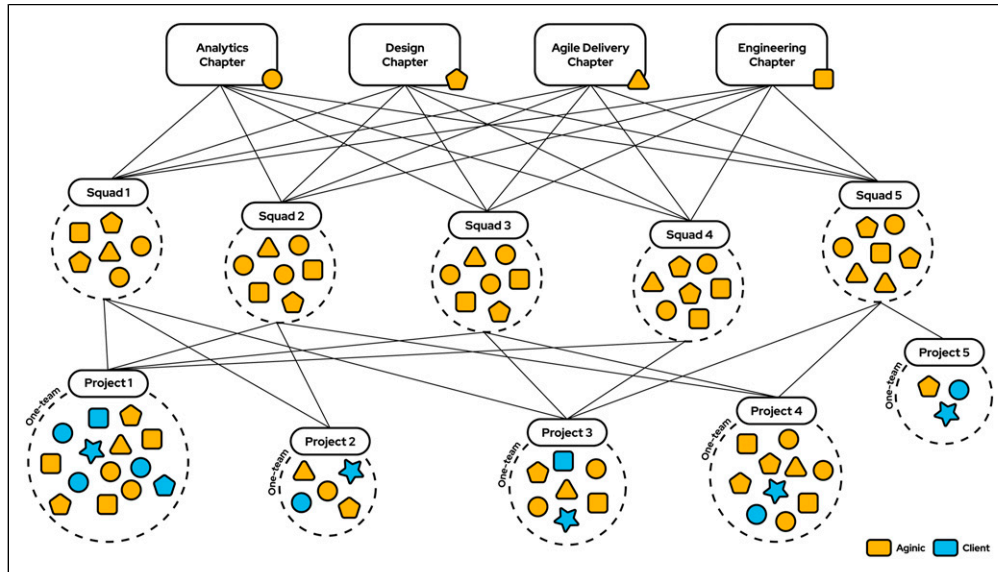 Analytics
Chapter
Design
Chapter
Agile Delivery
Chapter
Engineering
Chapter
Squad 1
Squad 2
Squad 3
Squad 4
Squad 5
Project 1
One-team
Project 2
One-team
Project 3
One-team
Project 4
One-team
Project 5
One-team
Aginic
Client